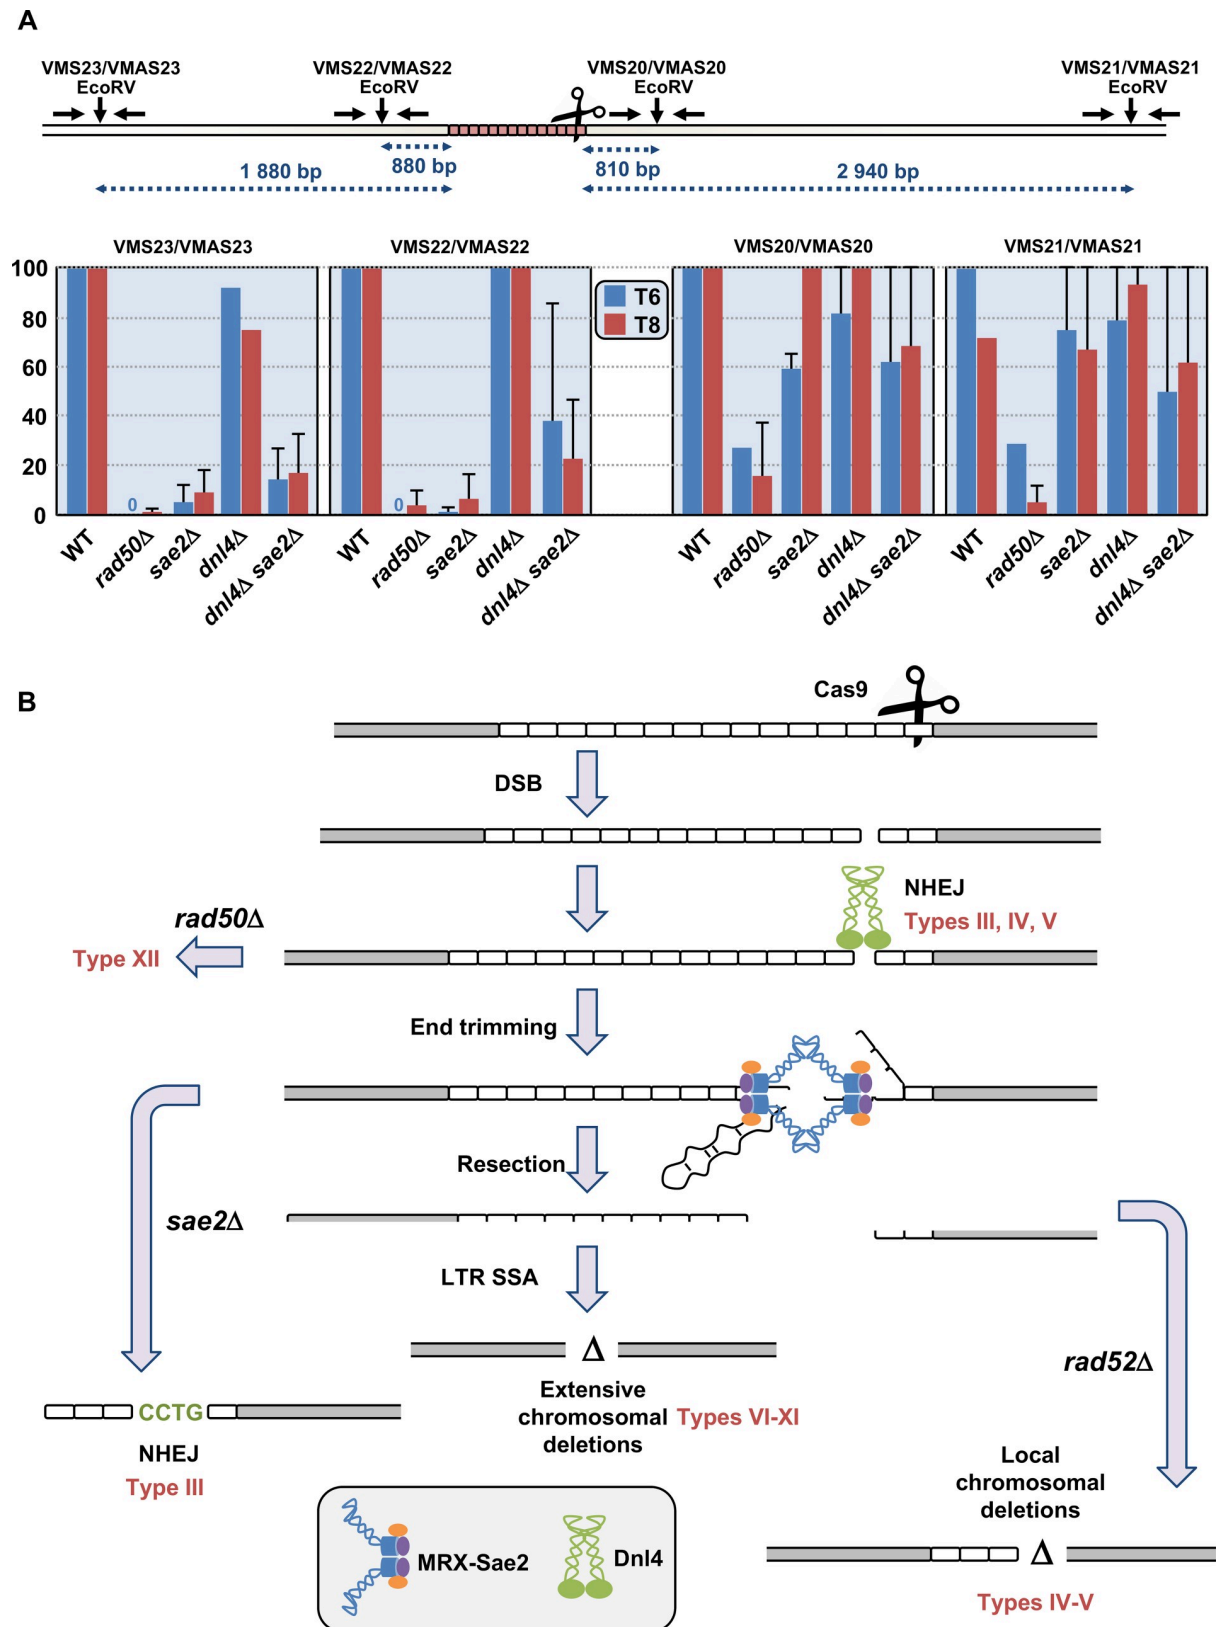 A
VMS23/VMAS23
EcoRV
VMS22/VMAS22
EcoRV
VMS20/VMAS20
EcoRV
VMS21/VMAS21
EcoRV
880 bp
810 bp
1 880 bp
2 940 bp
VMS23/VMAS23
VMS22/VMAS22
VMS20/VMAS20
VMS21/VMAS21
100
80
60
40
20
0
T6
T8
0
0
WT
rad50Δ
sae2Δ
dnl4Δ
dnl4Δ sae2Δ
WT
rad50Δ
sae2Δ
dnl4Δ
dnl4Δ sae2Δ
WT
rad50Δ
sae2Δ
dnl4Δ
dnl4Δ sae2Δ
WT
rad50Δ
sae2Δ
dnl4Δ
dnl4Δ sae2Δ
B
Cas9
DSB
NHEJ
Types III, IV, V
rad50Δ
Type XII
End trimming
Resection
sae2Δ
LTR SSA
Δ
rad52Δ
Extensive
chromosomal
deletions
Types VI-XI
CCTG
NHEJ
Type III
Local
chromosomal
deletions
Δ
Types IV-V
MRX-Sae2
Dnl4